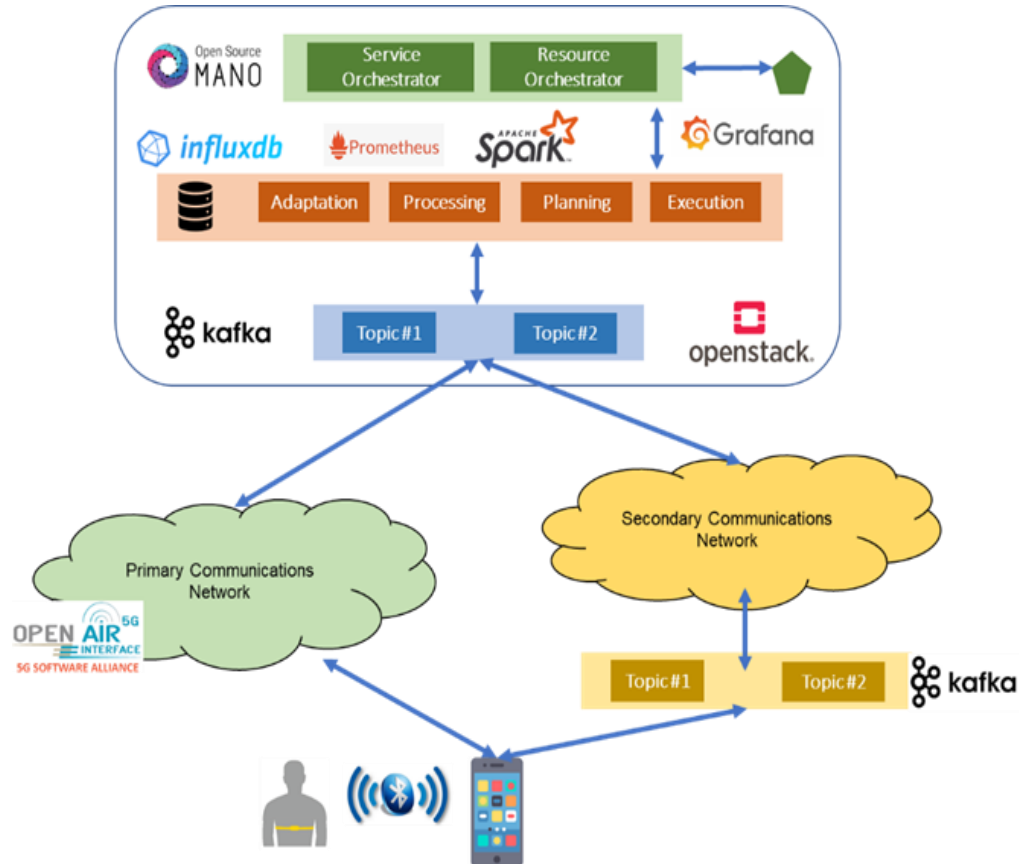 Open Source
MANO
Service
Orchestrator
Resource
Orchestrator
influxdb
Prometheus
APACHE
Spark™
Grafana
Adaptation
Processing
Planning
Execution
kafka
Topic#1
Topic#2
openstack.
Primary Communications
Network
Secondary Communications
Network
OPEN AIR 5G
INTERFACE
5G SOFTWARE ALLIANCE
Topic#1
Topic#2
kafka